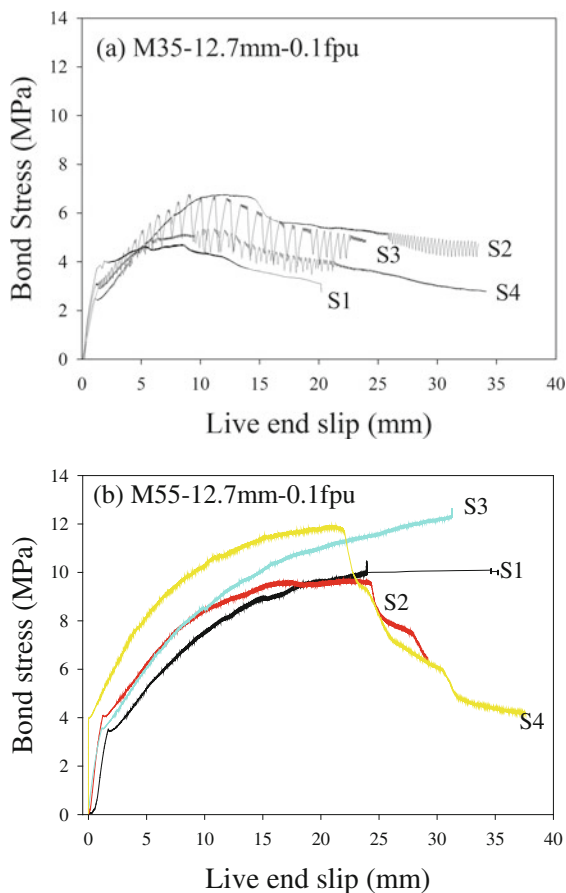 (a) M35-12.7mm-0.1fpu
Bond Stress (MPa)
14
12
10
8
6
4
2
0
S1
S2
S3
S4
0 5 10 15 20 25 30 35 40
Live end slip (mm)
(b) M55-12.7mm-0.1fpu
Bond stress (MPa)
14
12
10
8
6
4
2
0
S3
S1
S2
S4
0 5 10 15 20 25 30 35 40
Live end slip (mm)